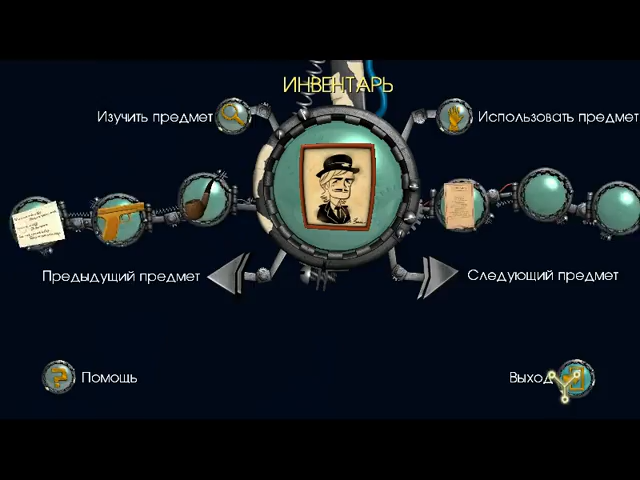 ИНВЕНТАРЬ
Изучить предмет
Использовать предмет
Предыдущий предмет
Следующий предмет
Помощь
Выход